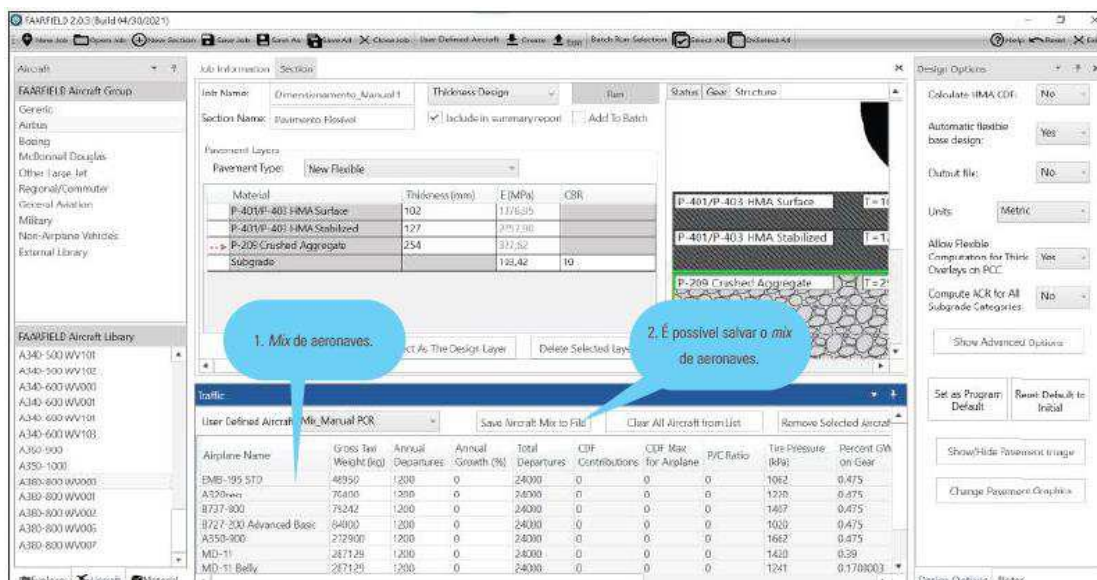 FAARFIELD 2.0.3 (Build 04/30/2021)
New Job Open Job New Section Save Job Save As Save All Close Job User Defined Aircraft Create Edit Batch Run Selection Select All UnSelect All Help Reset
Aircraft
FAARFIELD Aircraft Group
Generic
Airbus
Boeing
McDonnell Douglas
Other Large Jet
Regional/Commuter
General Aviation
Military
Non-Airplane Vehicles
External Library
FAARFIELD Aircraft Library
A340-500 WV101
A340-500 WV102
A340-600 WV000
A340-600 WV101
A340-600 WV103
A350-900
A350-1000
A380-800 WV000
A380-800 WV001
A380-800 WV002
A380-800 WV006
A380-800 WV007
Aircraft Material
Job Information Section
Job Name: Dimensionamento_Manual1 Thickness Design Run
Section Name: Pavimento Flexível Include in summary report Add To Batch
Pavement Layers
Pavement Type: New Flexible
Material Thickness (mm) E (MPa) CBR
P-401/P-403 HMA Surface 102
P-401/P-403 HMA Stabilized 127
P-209 Crushed Aggregate 254
Subgrade 10
ect As The Design Layer Delete Selected Laye
Status Gear Structure
P-401/P-403 HMA Surface
P-401/P-403 HMA Stabilized
P-209 Crushed Aggregate
1. Mix de aeronaves.
2. É possível salvar o mix
de aeronaves.
Traffic
User Defined Aircraft Mix_Manual PCR Save Aircraft Mix to File Clear All Aircraft from List Remove Selected Aircraf
Airplane Name Gross Taxi Weight (kg) Annual Departures Annual Growth (%) Total Departures CDF Contributions CDF Max for Airplane P/C Ratio Tire Pressure (kPa) Percent GW on Gear
EMB-195 STD 48950 1200 0 24000 0 0 0 1062 0.475
A320neo 1200 0 24000 0 0 0 1220 0.475
B737-800 79242 1200 0 24000 0 0 0 0.475
B727-200 Advanced Basic 84000 1200 0 24000 0 0 0 1020 0.475
A350-900 272900 1200 0 24000 0 0 0 1662 0.475
MD-11 287129 1200 0 24000 0 0 0 1420 0.39
MD-11 Belly 287129 1200 0 24000 0 0 0 1241
Design Options
Calculate HMA CDF: No
Automatic flexible base design: Yes
Output file: No
Units: Metric
Allow Flexible Computation for Thick Overlays on PCC Yes
Compute ACR for All Subgrade Categories No
Show Advanced Options
Set as Program Default Reset Default to Initial
Show/Hide Pavement Image
Change Pavement Graphics
Design Options Notes